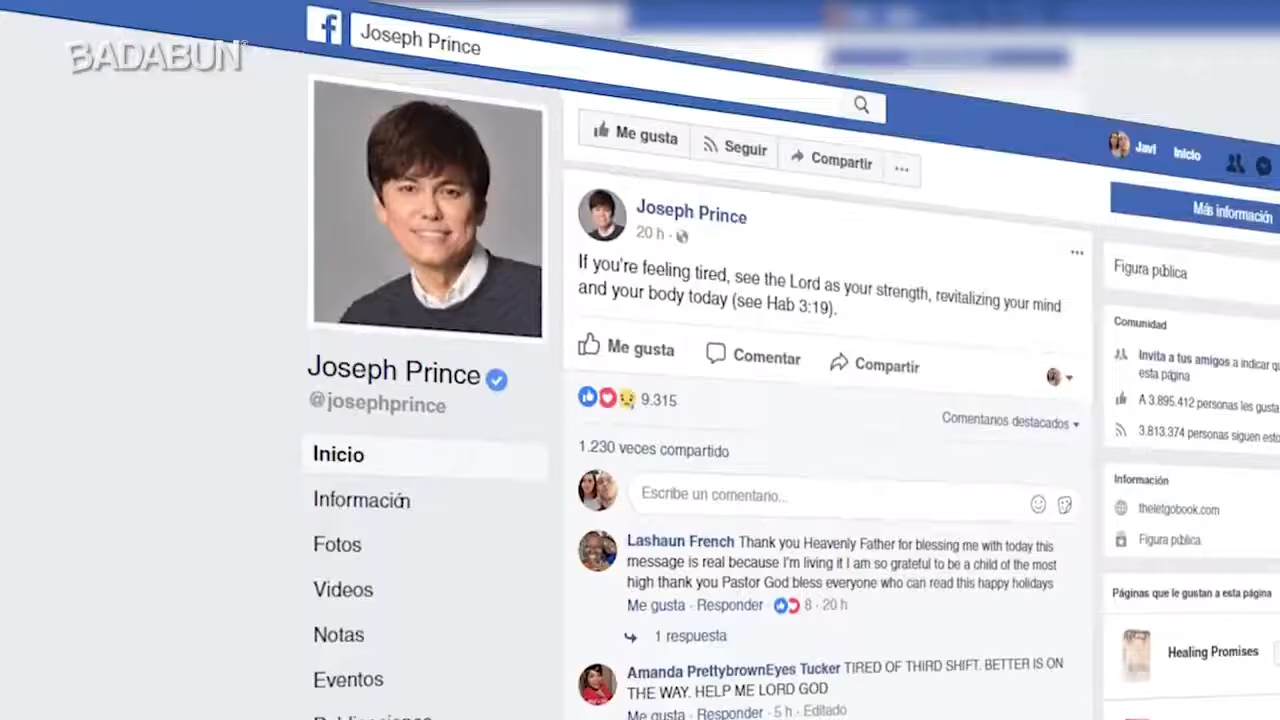 BADABUN
Joseph Prince
Javi Inicio
Me gusta Seguir Compartir
Más información
Joseph Prince
20 h
If you're feeling tired, see the Lord as your strength, revitalizing your mind
and your body today (see Hab 3:19).
Me gusta Comentar Compartir
9.315
Comentarios destacados
1.230 veces compartido
Escribe un comentario...
Lashaun French Thank you Heavenly Father for blessing me with today this
message is real because I'm living it I am so grateful to be a child of the most
high thank you Pastor God bless everyone who can read this happy holidays
Me gusta · Responder · 8 · 20 h
1 respuesta
Amanda PrettybrownEyes Tucker TIRED OF THIRD SHIFT. BETTER IS ON
THE WAY. HELP ME LORD GOD
Me gusta · Responder · 5 h · Editado
Joseph Prince
@josephprince
Inicio
Información
Fotos
Videos
Notas
Eventos
Figura pública
Comunidad
Invita a tus amigos a indicar
esta página
A 3.895.412 personas les gusta
3.813.374 personas siguen
Información
theletgobook.com
Figura pública
Páginas que le gustan a esta página
Healing Promises